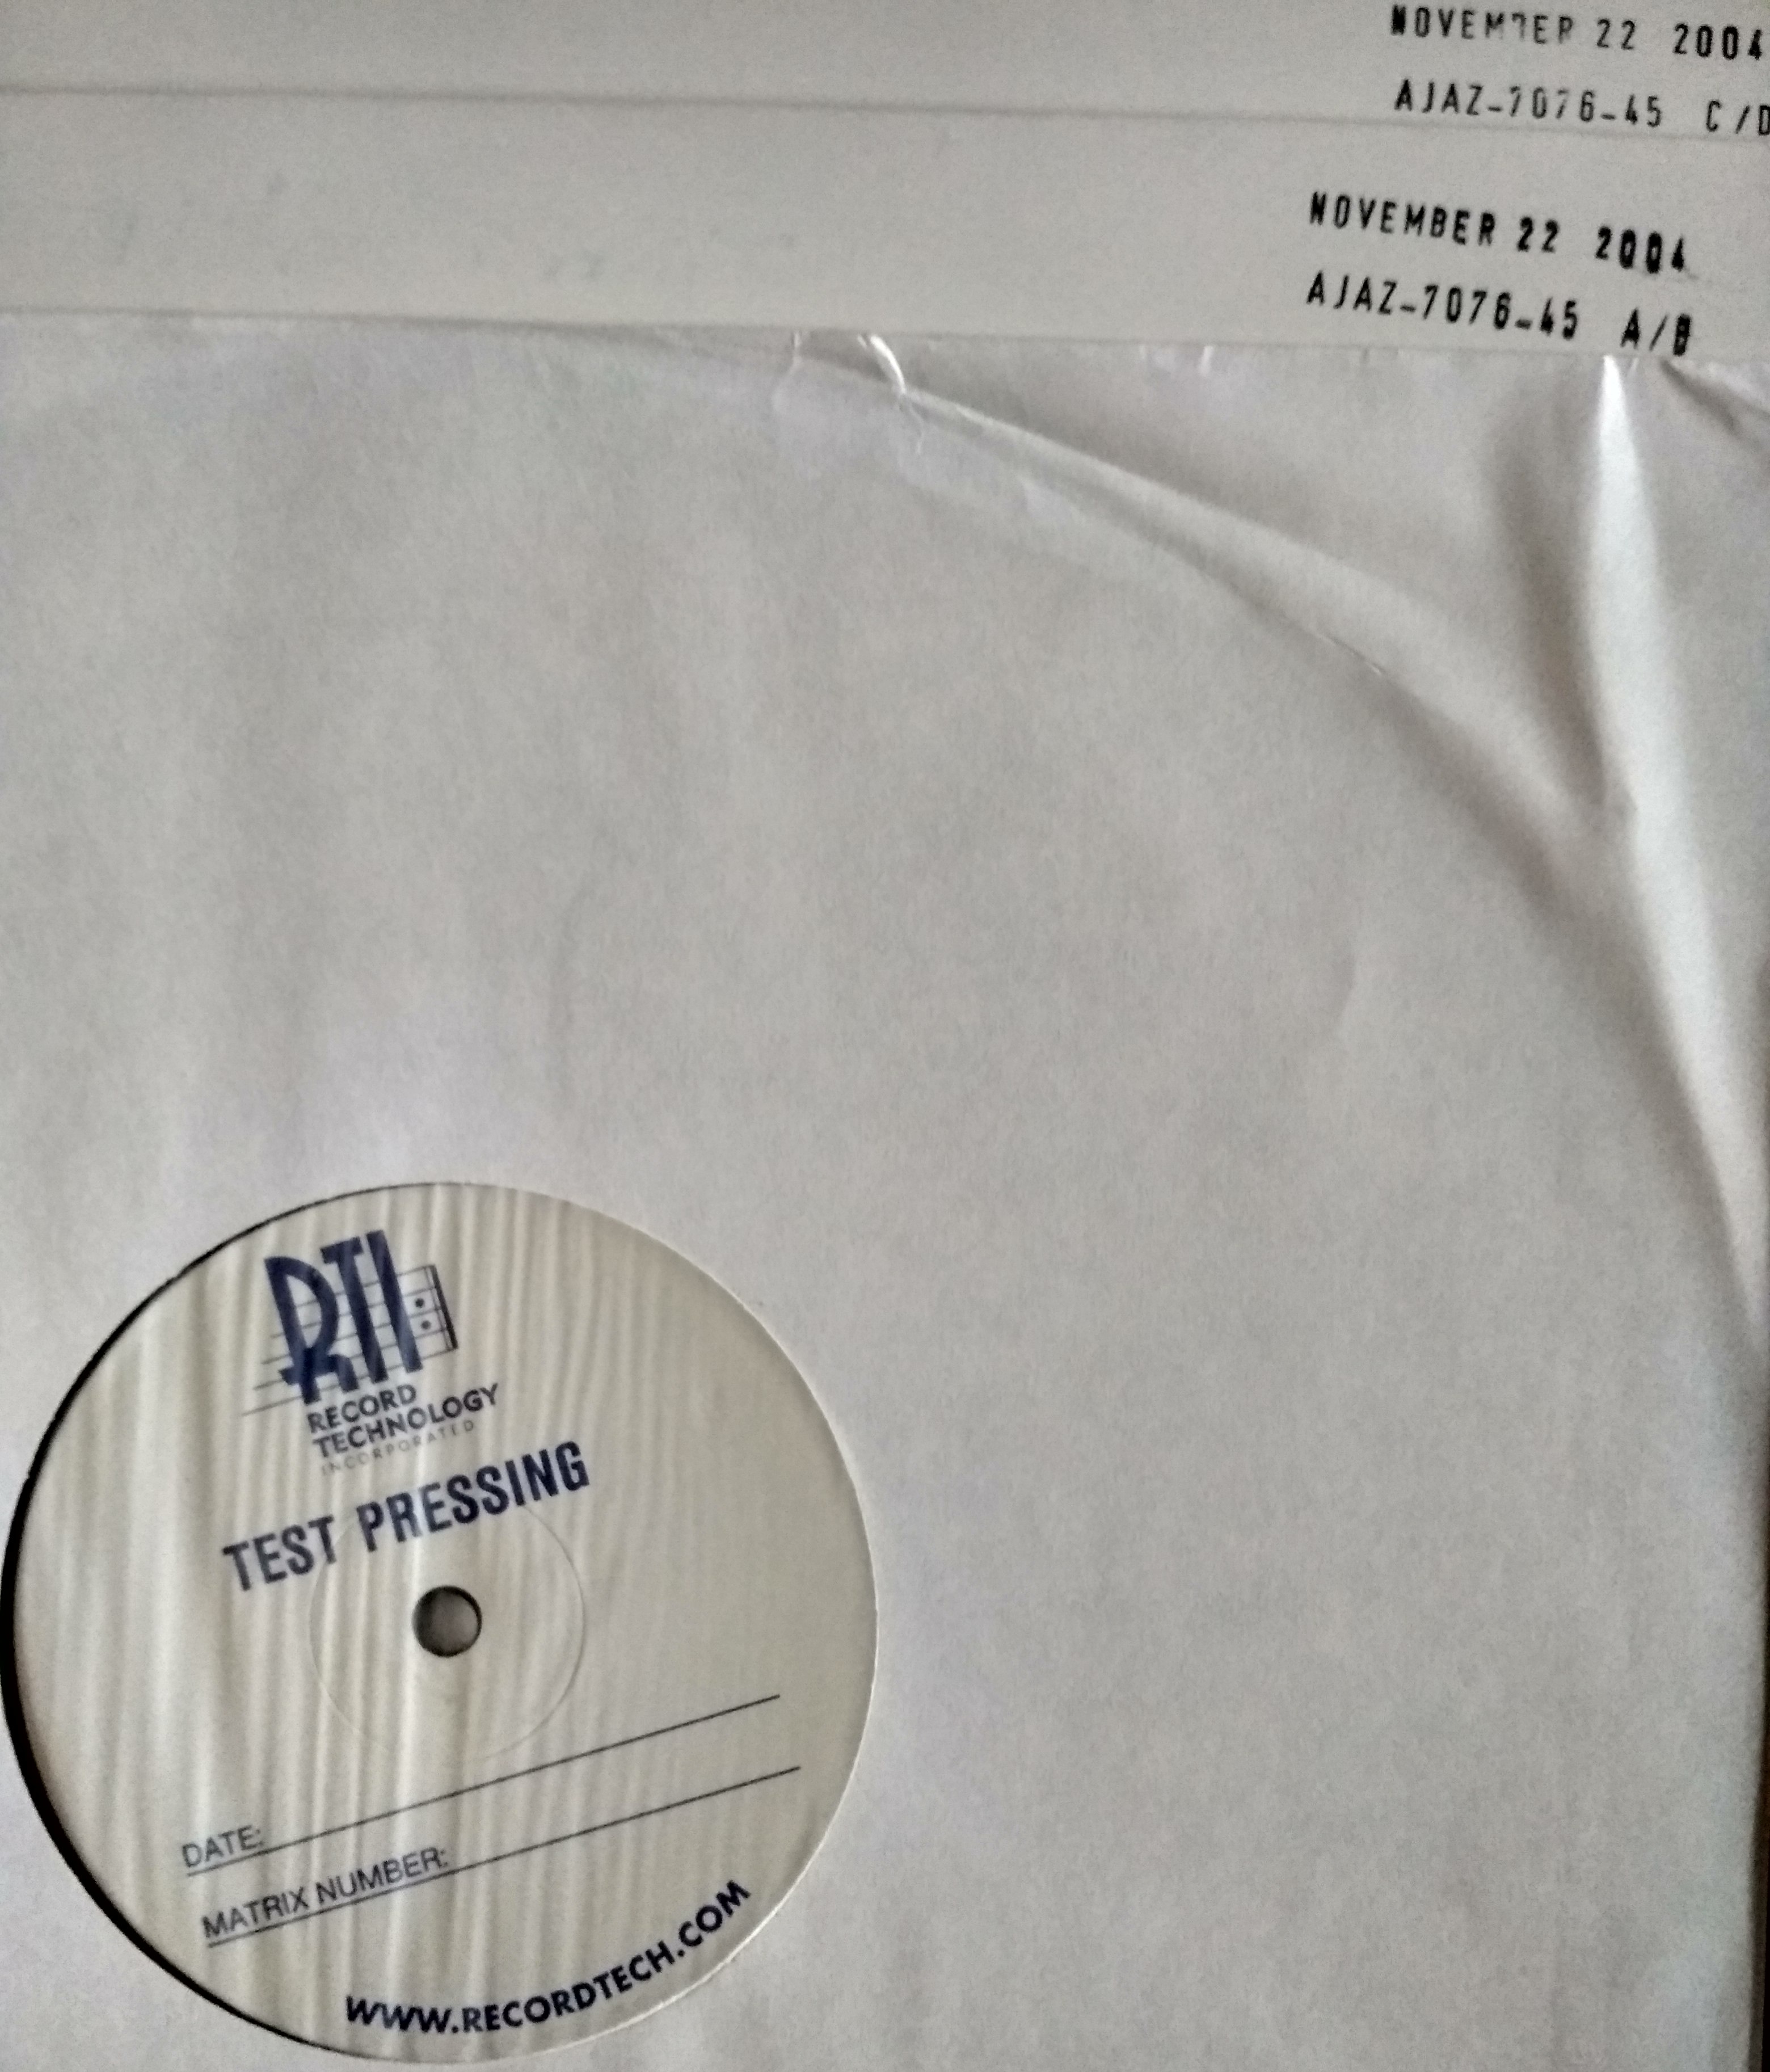 NOVEMBER 22 2004
AJAZ-7076-45 C/D
NOVEMBER 22 2004
AJAZ-7076-45 A/B
RTI
RECORD
TECHNOLOGY
INCORPORATED
TEST PRESSING
DATE:
MATRIX NUMBER:
WWW.RECORDTECH.COM